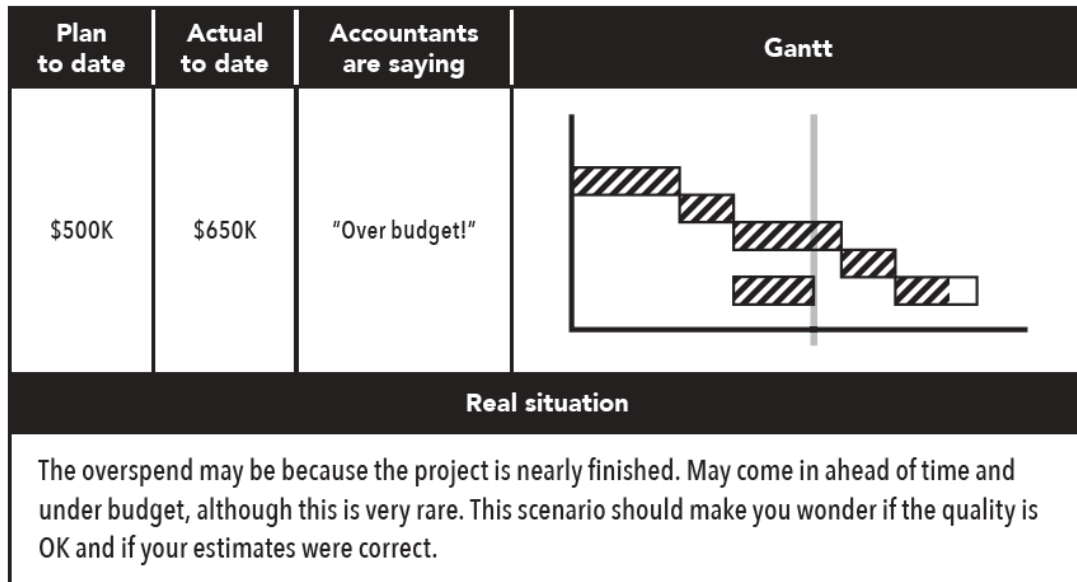 Plan
to date
Actual
to date
Accountants
are saying
Gantt
$500K
$650K
"Over budget!"
Real situation
The overspend may be because the project is nearly finished. May come in ahead of time and
under budget, although this is very rare. This scenario should make you wonder if the quality is
OK and if your estimates were correct.